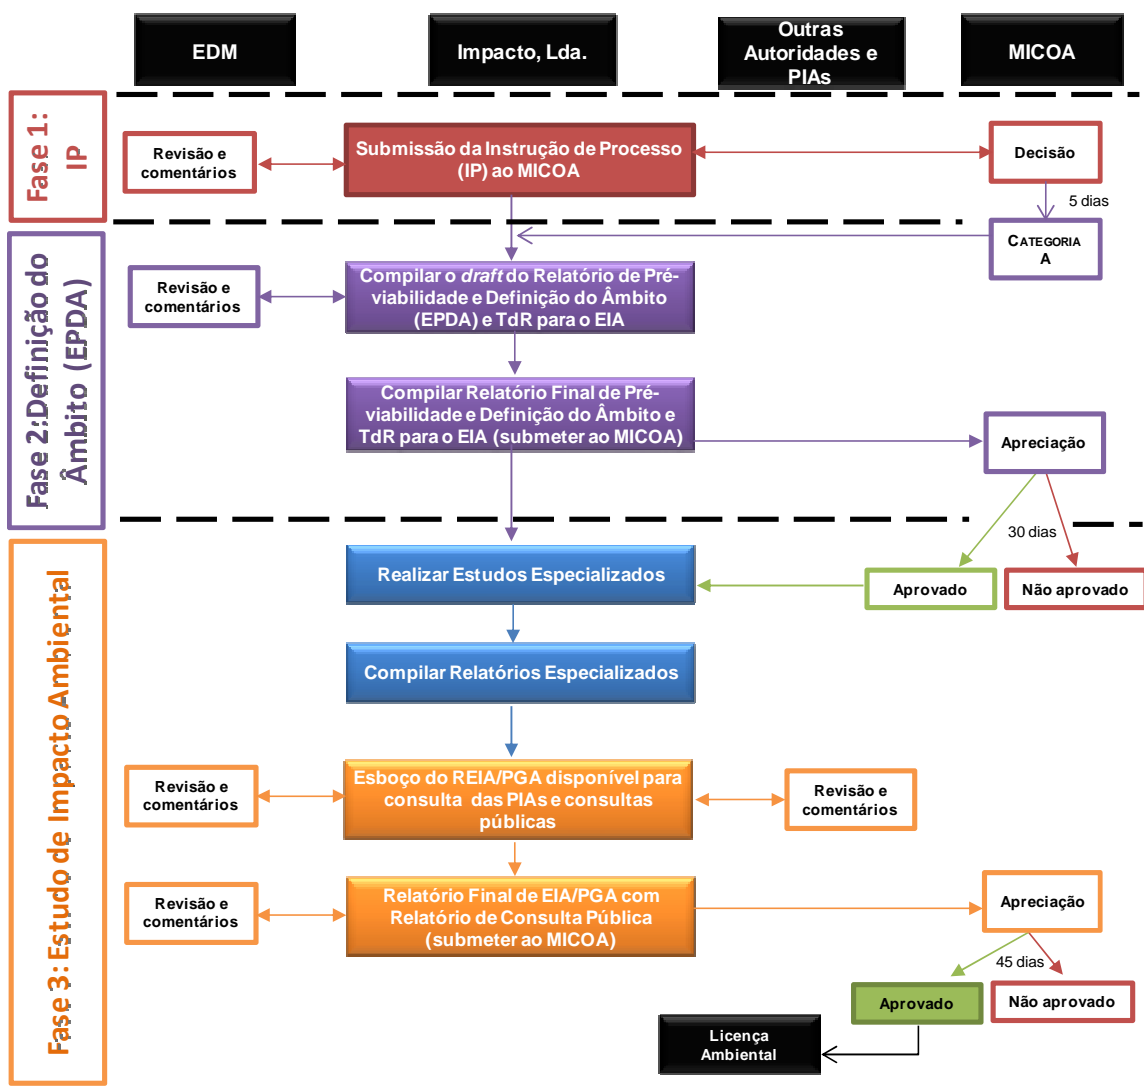 EDM
Impacto, Lda.
Outras
Autoridades e
PIAs
MICOA
Fase 1:
IP
Revisão e
comentários
Submissão da Instrução de Processo
(IP) ao MICOA
Decisão
5 dias
CATEGORIA
A
Fase 2:Definição do
Âmbito (EPDA)
Revisão e
comentários
Compilar o draft do Relatório de Pré-
viabilidade e Definição do Âmbito
(EPDA) e TdR para o EIA
Compilar Relatório Final de Pré-
viabilidade e Definição do Âmbito e
TdR para o EIA (submeter ao MICOA)
Apreciação
30 dias
Fase 3: Estudo de Impacto Ambiental
Realizar Estudos Especializados
Aprovado
Não aprovado
Compilar Relatórios Especializados
Revisão e
comentários
Esboço do REIA/PGA disponível para
consulta das PIAs e consultas
públicas
Revisão e
comentários
Revisão e
comentários
Relatório Final de EIA/PGA com
Relatório de Consulta Pública
(submeter ao MICOA)
Apreciação
45 dias
Aprovado
Não aprovado
Licença
Ambiental